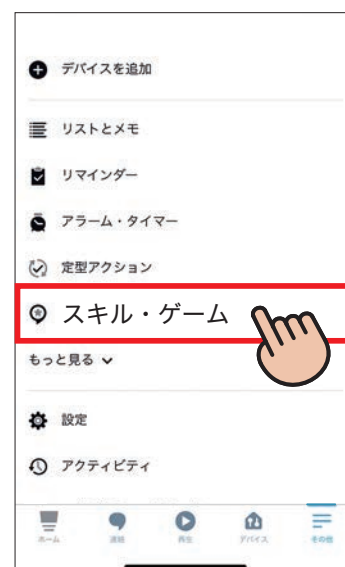 デバイスを追加
リストとメモ
リマインダー
アラーム・タイマー
定型アクション
スキル・ゲーム
もっと見る
設定
アクティビティ
ホーム
連絡
再生
デバイス
その他